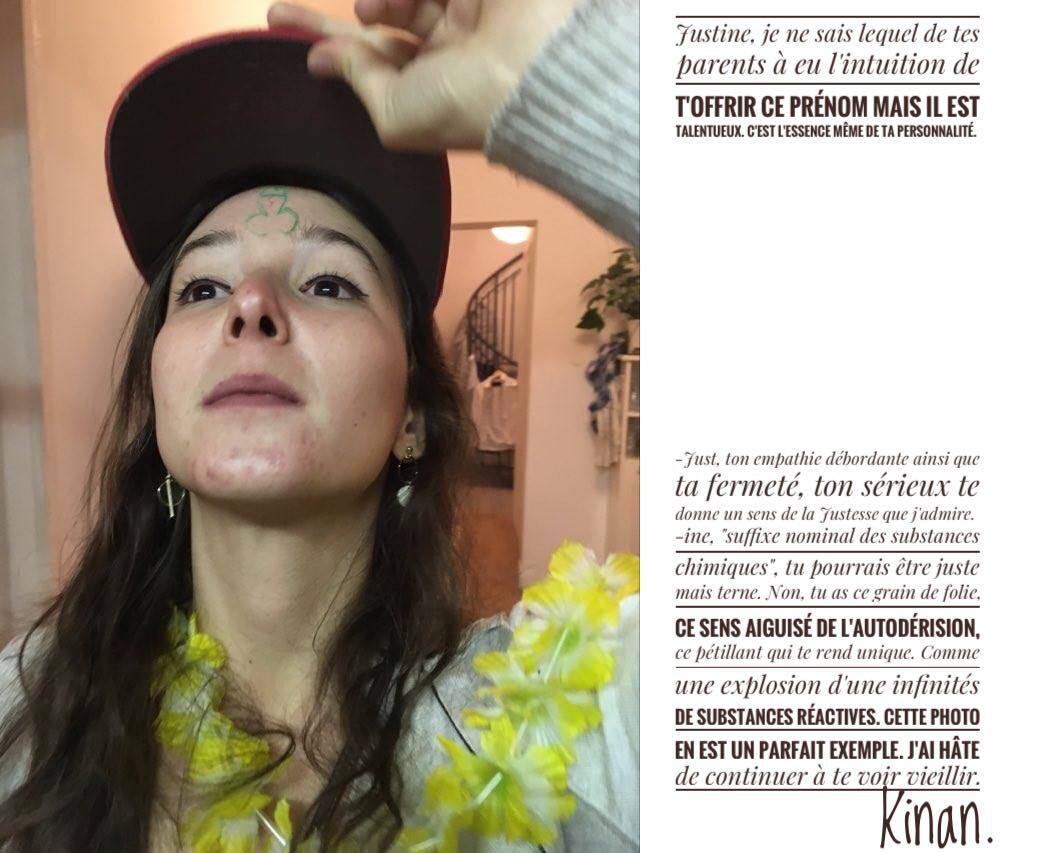 Justine, je ne sais lequel de tes
parents à eu l'intuition de
T'OFFRIR CE PRÉNOM MAIS IL EST
TALENTUEUX. C'EST L'ESSENCE MÊME DE TA PERSONNALITÉ.
-Just, ton empathie débordante ainsi que
ta fermeté, ton sérieux te
donne un sens de la Justesse que j'admire.
-ine, "suffixe nominal des substances
chimiques", tu pourrais être juste
mais terne. Non, tu as ce grain de folie,
CE SENS AIGUISÉ DE L'AUTODÉRISION,
ce pétillant qui te rend unique. Comme
une explosion d'une infinités
DE SUBSTANCES RÉACTIVES. CETTE PHOTO
EN EST UN PARFAIT EXEMPLE. J'AI HÂTE
de continuer à te voir vieillir.
Kinan.